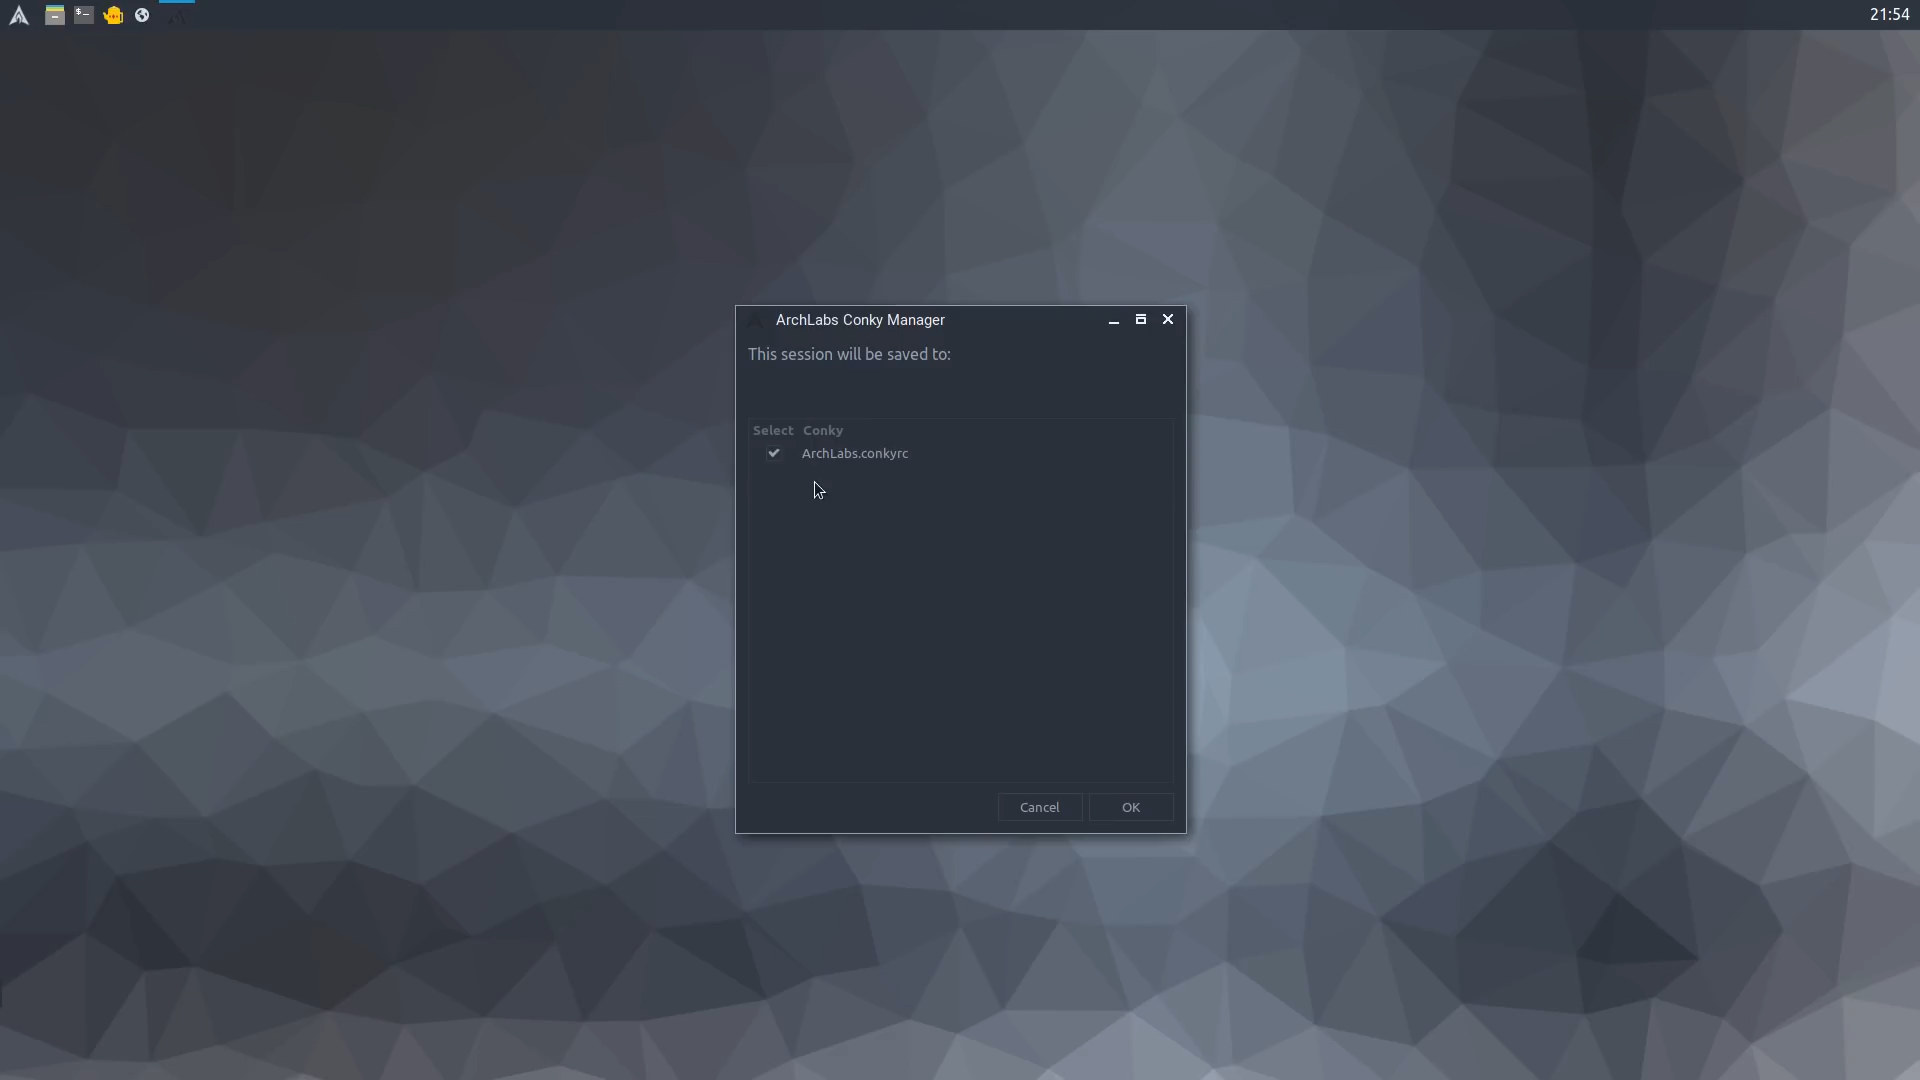 21:54
ArchLabs Conky Manager
This session will be saved to:
Select Conky
ArchLabs.conkyrc
Cancel OK